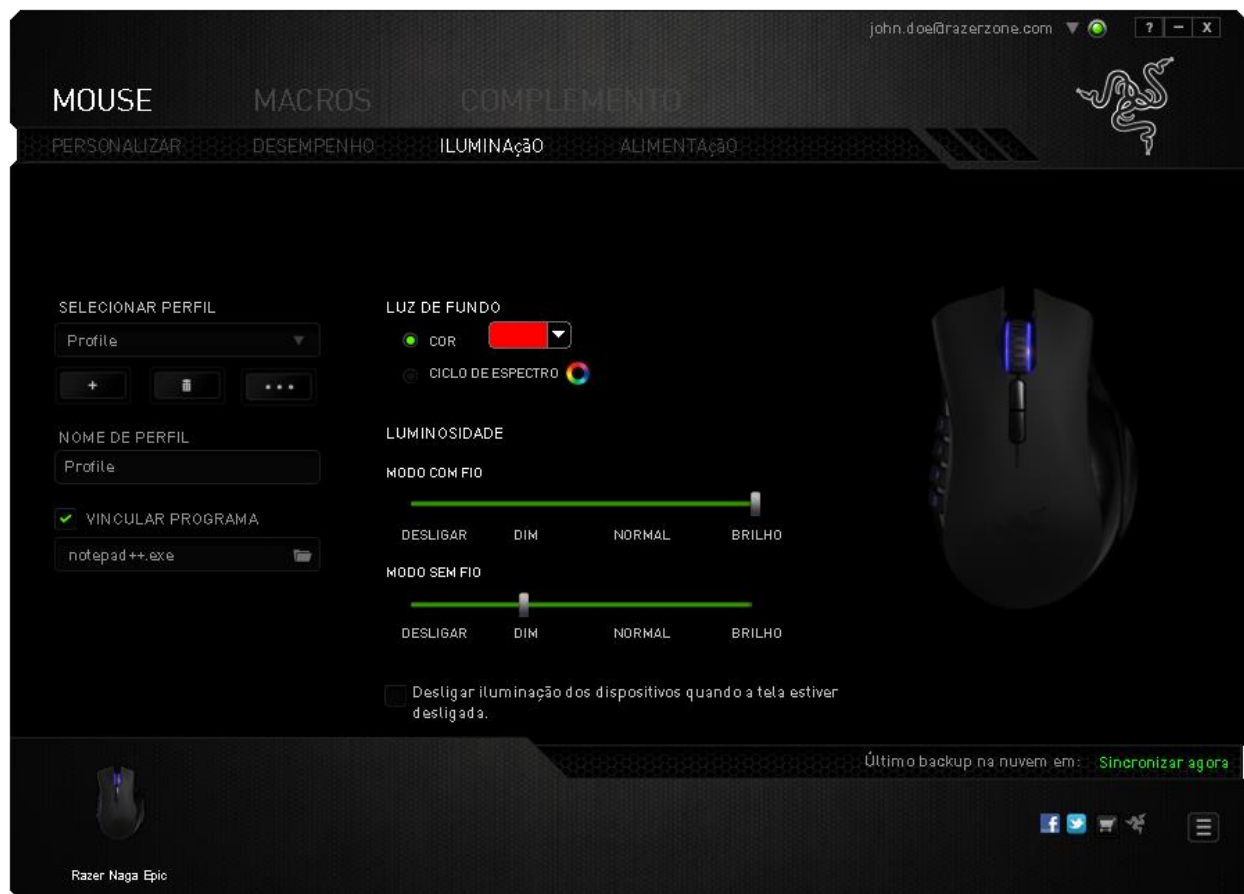 john.doe@razerzone.com ? – X
MOUSE MACROS COMPLEMENTO
PERSONALIZAR DESEMPENHO ILUMINAçãO ALIMENTAçãO
SELECIONAR PERFIL
Profile
+ •••
NOME DE PERFIL
Profile
VINCULAR PROGRAMA
notepad++.exe
LUZ DE FUNDO
COR
CICLO DE ESPECTRO
LUMINOSIDADE
MODO COM FIO
DESLIGAR DIM NORMAL BRILHO
MODO SEM FIO
DESLIGAR DIM NORMAL BRILHO
Desligar iluminação dos dispositivos quando a tela estiver
desligada.
Último backup na nuvem em: Sincronizar agora
Razer Naga Epic